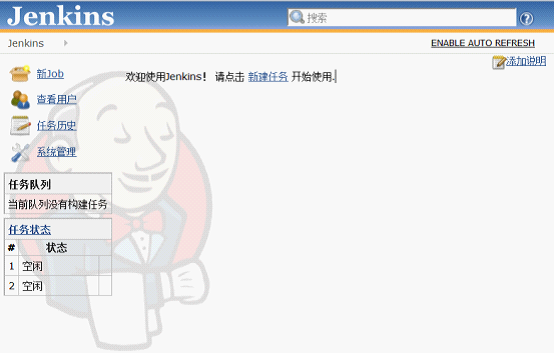 Jenkins
搜索
Jenkins
ENABLE AUTO REFRESH
添加说明
新Job
查看用户
任务历史
系统管理
欢迎使用Jenkins! 请点击 新建任务 开始使用.
任务队列
当前队列没有构建任务
任务状态
# 状态
1 空闲
2 空闲